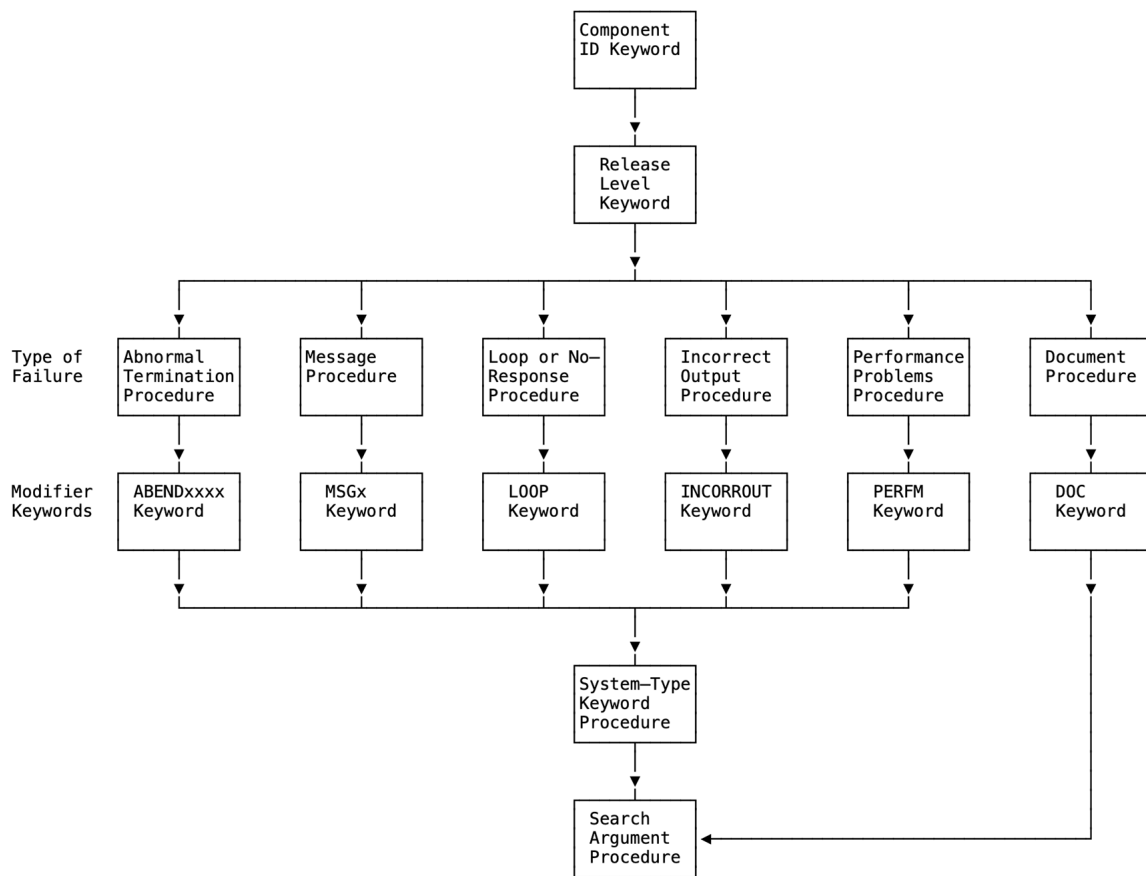 Component
ID Keyword
Release
Level
Keyword
Type of
Failure
Abnormal
Termination
Procedure
Message
Procedure
Loop or No—
Response
Procedure
Incorrect
Output
Procedure
Performance
Problems
Procedure
Document
Procedure
Modifier
Keywords
ABENDxxxx
Keyword
MSGx
Keyword
LOOP
Keyword
INCORROUT
Keyword
PERFM
Keyword
DOC
Keyword
System—Type
Keyword
Procedure
Search
Argument
Procedure